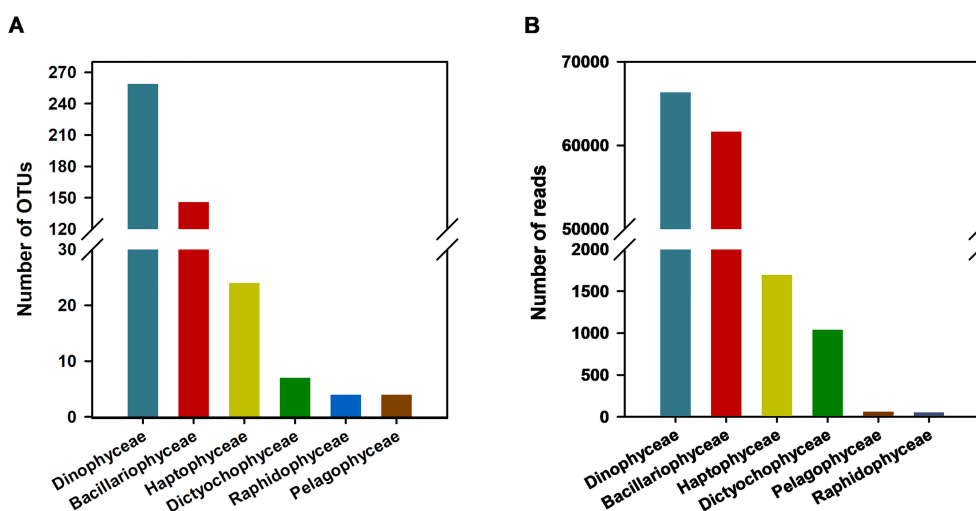 A
Number of OTUs
270
240
210
180
150
120
30
20
10
0
Dinophyceae
Bacillariophyceae
Haptophyceae
Dictyochophyceae
Raphidophyceae
Pelagophyceae
B
Number of reads
70000
60000
50000
2000
1500
1000
500
0
Dinophyceae
Bacillariophyceae
Haptophyceae
Dictyochophyceae
Pelagophyceae
Raphidophyceae